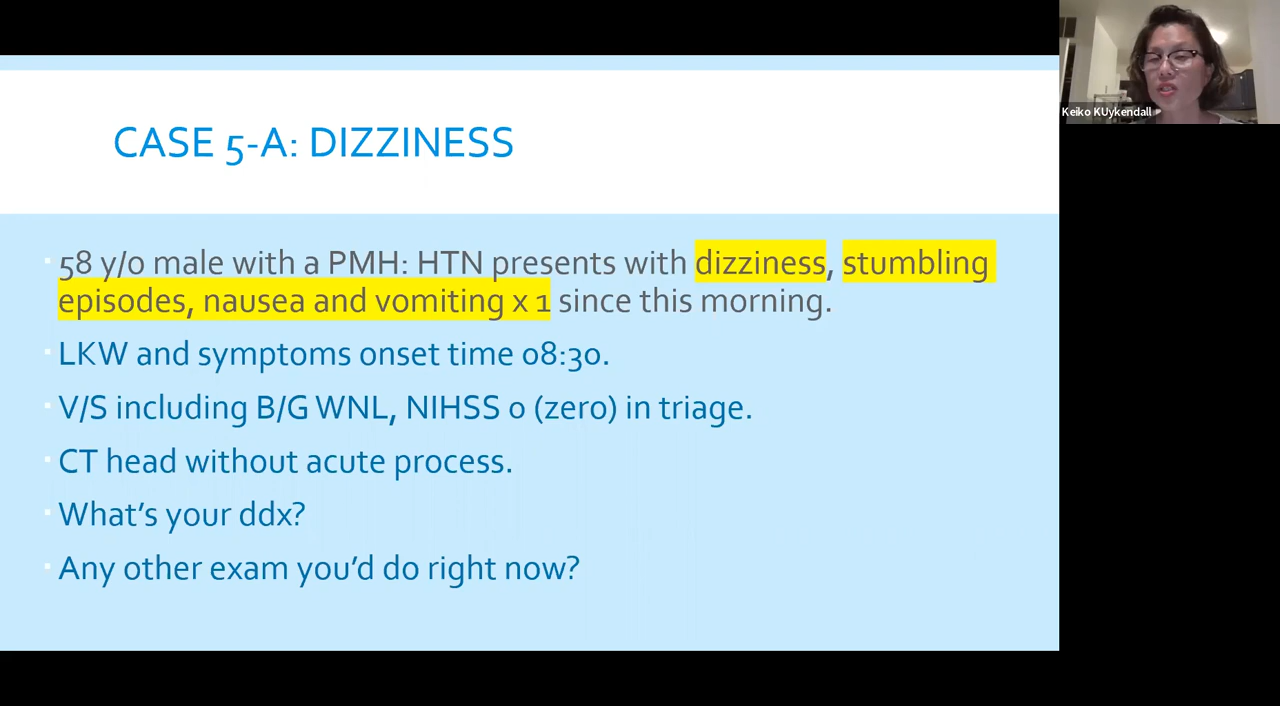 Keiko KUykendall
CASE 5-A: DIZZINESS
58 y/o male with a PMH: HTN presents with dizziness, stumbling
episodes, nausea and vomiting x 1 since this morning.
LKW and symptoms onset time 08:30.
V/S including B/G WNL, NIHSS 0 (zero) in triage.
CT head without acute process.
What's your ddx?
Any other exam you'd do right now?